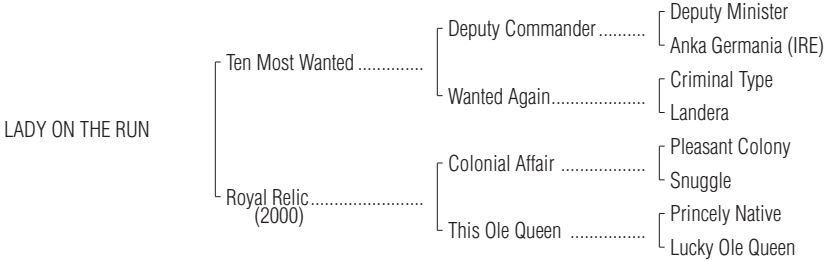 Deputy Minister
Deputy Commander..........
Anka Germania (IRE)
Ten Most Wanted ..............
Criminal Type
Wanted Again....................
Landera
LADY ON THE RUN
Pleasant Colony
Colonial Affair ..................
Snuggle
Royal Relic........................
(2000)
Princely Native
This Ole Queen ................
Lucky Ole Queen